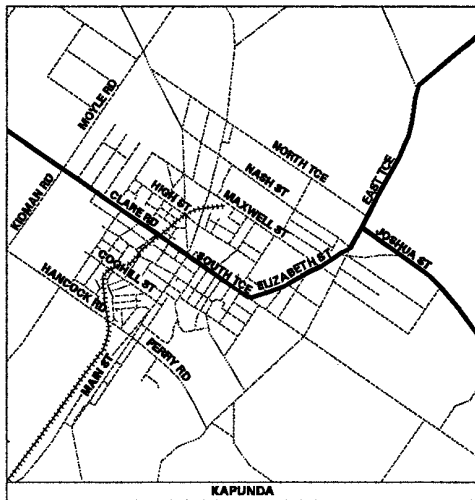 MOYLE RD
KIDMAN RD
NORTH TCE
NASH ST
EAST TCE
HIGH ST
MAXWELL ST
CLARE RD
JOSHUA ST
SOUTH TCE
ELIZABETH ST
COGHILL ST
HANCOCK RD
PERRY RD
MAIN ST
KAPUNDA